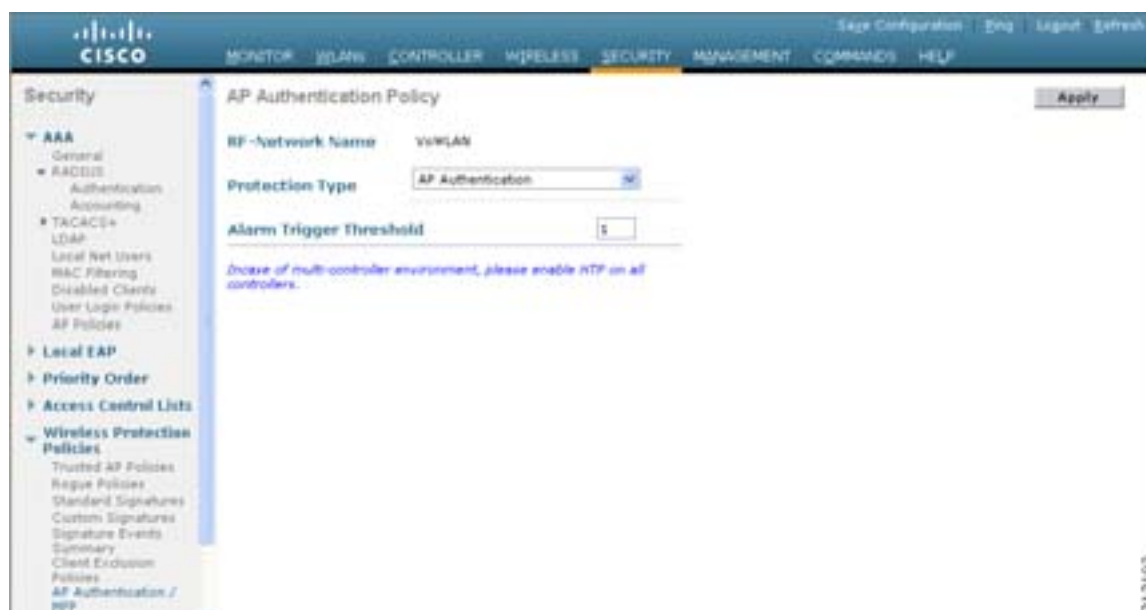 Save Configuration Ping Logout Refresh
CISCO
MONITOR WLANs CONTROLLER WIRELESS SECURITY MANAGEMENT COMMANDS HELP
Security
AAA
General
RADIUS
Authentication
Accounting
TACACS+
LDAP
Local Net Users
MAC Filtering
Disabled Clients
User Login Policies
AP Policies
Local EAP
Priority Order
Access Control Lists
Wireless Protection
Policies
Trusted AP Policies
Rogue Policies
Standard Signatures
Custom Signatures
Signature Events
Summary
Client Exclusion
Policies
AP Authentication /
MFP
AP Authentication Policy
Apply
RF-Network Name
Protection Type AP Authentication
Alarm Trigger Threshold
Incase of multi-controller environment, please enable NTP on all
controllers.